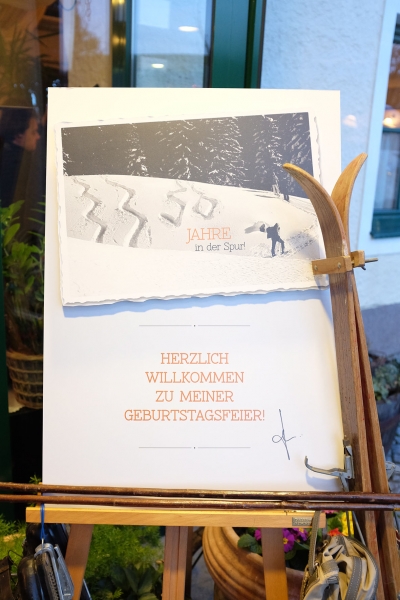 JAHRE
in der Spur!
HERZLICH
WILLKOMMEN
ZU MEINER
GEBURTSTAGSFEIER!